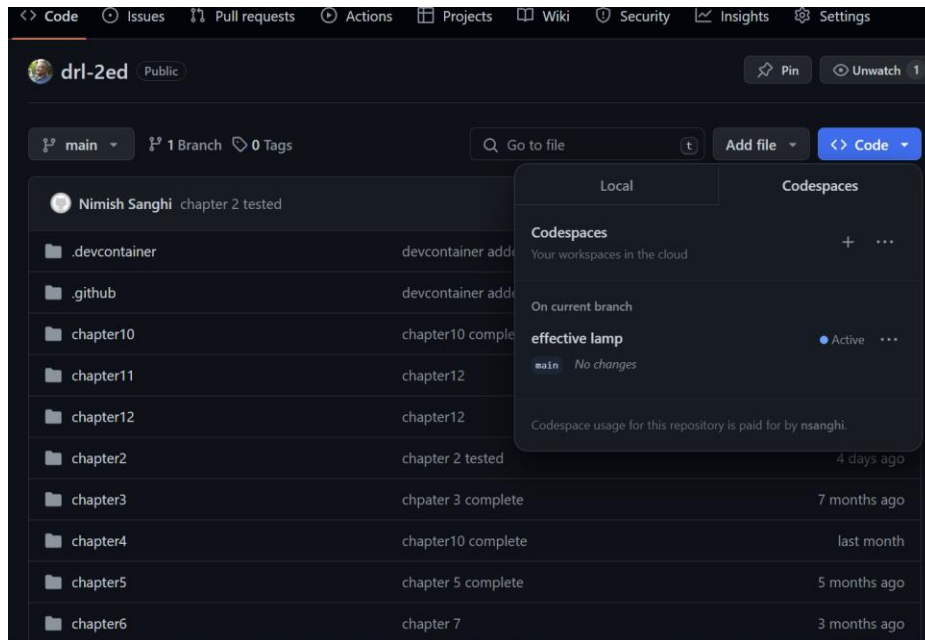 <> Code Issues Pull requests Actions Projects Wiki Security Insights Settings
drl-2ed Public Pin Unwatch 1
main 1 Branch 0 Tags Go to file t Add file <> Code
Local Codespaces
Nimish Sanghi chapter 2 tested
Codespaces
Your workspaces in the cloud
.devcontainer devcontainer adde
.github devcontainer adde
On current branch
chapter10 chapter10 comple
effective lamp Active
main No changes
chapter11 chapter12
chapter12 chapter12
Codespace usage for this repository is paid for by nsanghi.
chapter2 chapter 2 tested 4 days ago
chapter3 chpater 3 complete 7 months ago
chapter4 chapter10 complete last month
chapter5 chapter 5 complete 5 months ago
chapter6 chapter 7 3 months ago